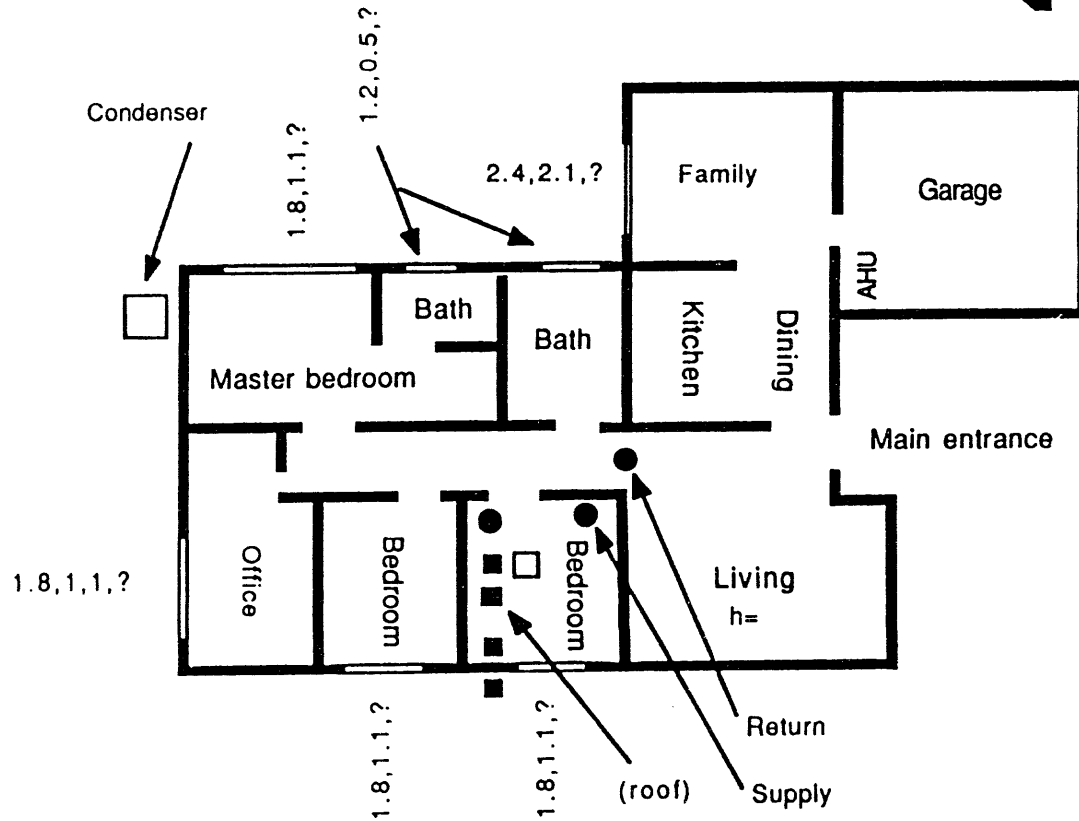 1.2,0.5,?
Condenser
1.8,1.1,?
2.4,2.1,?
Family
Garage
AHU
Bath
Bath
Kitchen
Dining
Master bedroom
Main entrance
Office
Bedroom
Bedroom
Living
h=
1.8,1,1,?
1.8,1.1,?
1.8,1.1,?
Return
(roof)
Supply